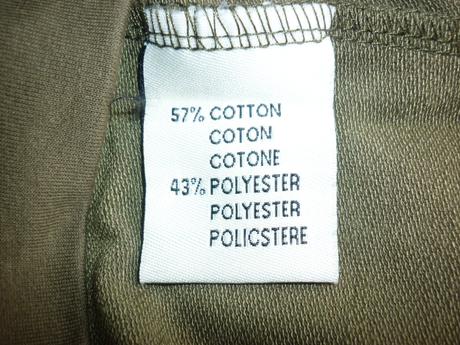 57% COTTON
COTON
COTONE
43% POLYESTER
POLYESTER
POLICSTERE